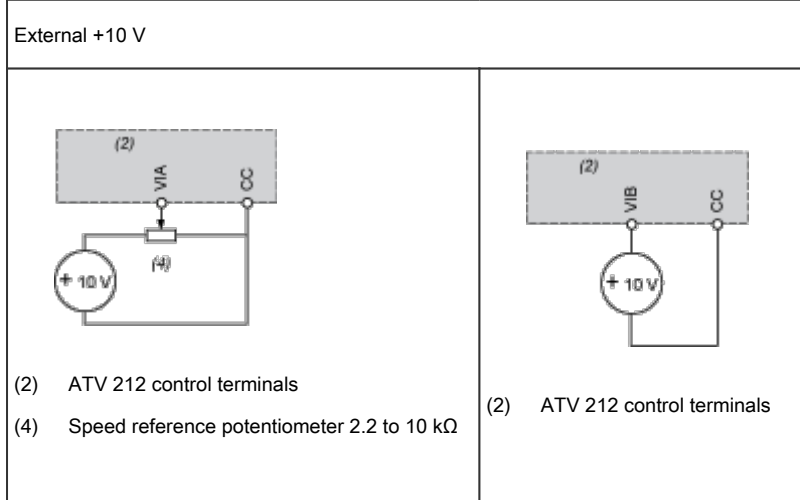 External +10 V
(2)
VIA
CC
(4)
+ 10 V
(2) ATV 212 control terminals
(4) Speed reference potentiometer 2.2 to 10 kΩ
(2)
VIB
CC
+ 10 V
(2) ATV 212 control terminals